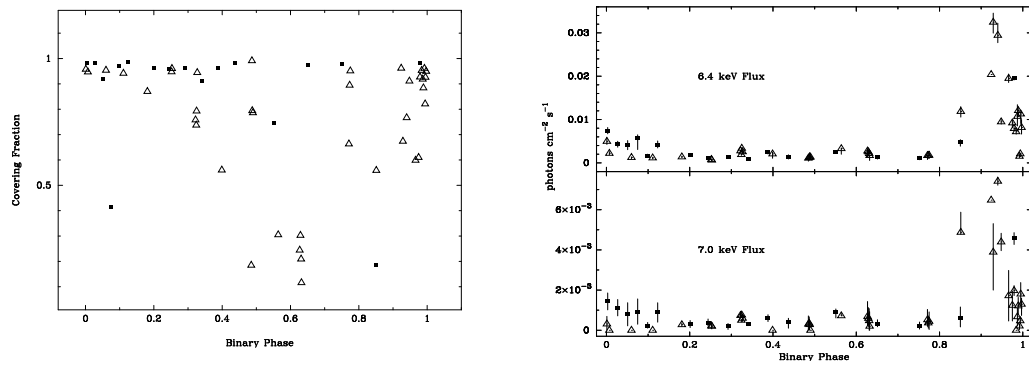 Covering Fraction
1
0.5
0 0.2 0.4 0.6 0.8 1
Binary Phase
photons cm⁻² s⁻¹
0.03
0.02
0.01
0
6.4 keV Flux
6×10⁻³
4×10⁻³
2×10⁻³
0
7.0 keV Flux
0 0.2 0.4 0.6 0.8 1
Binary Phase